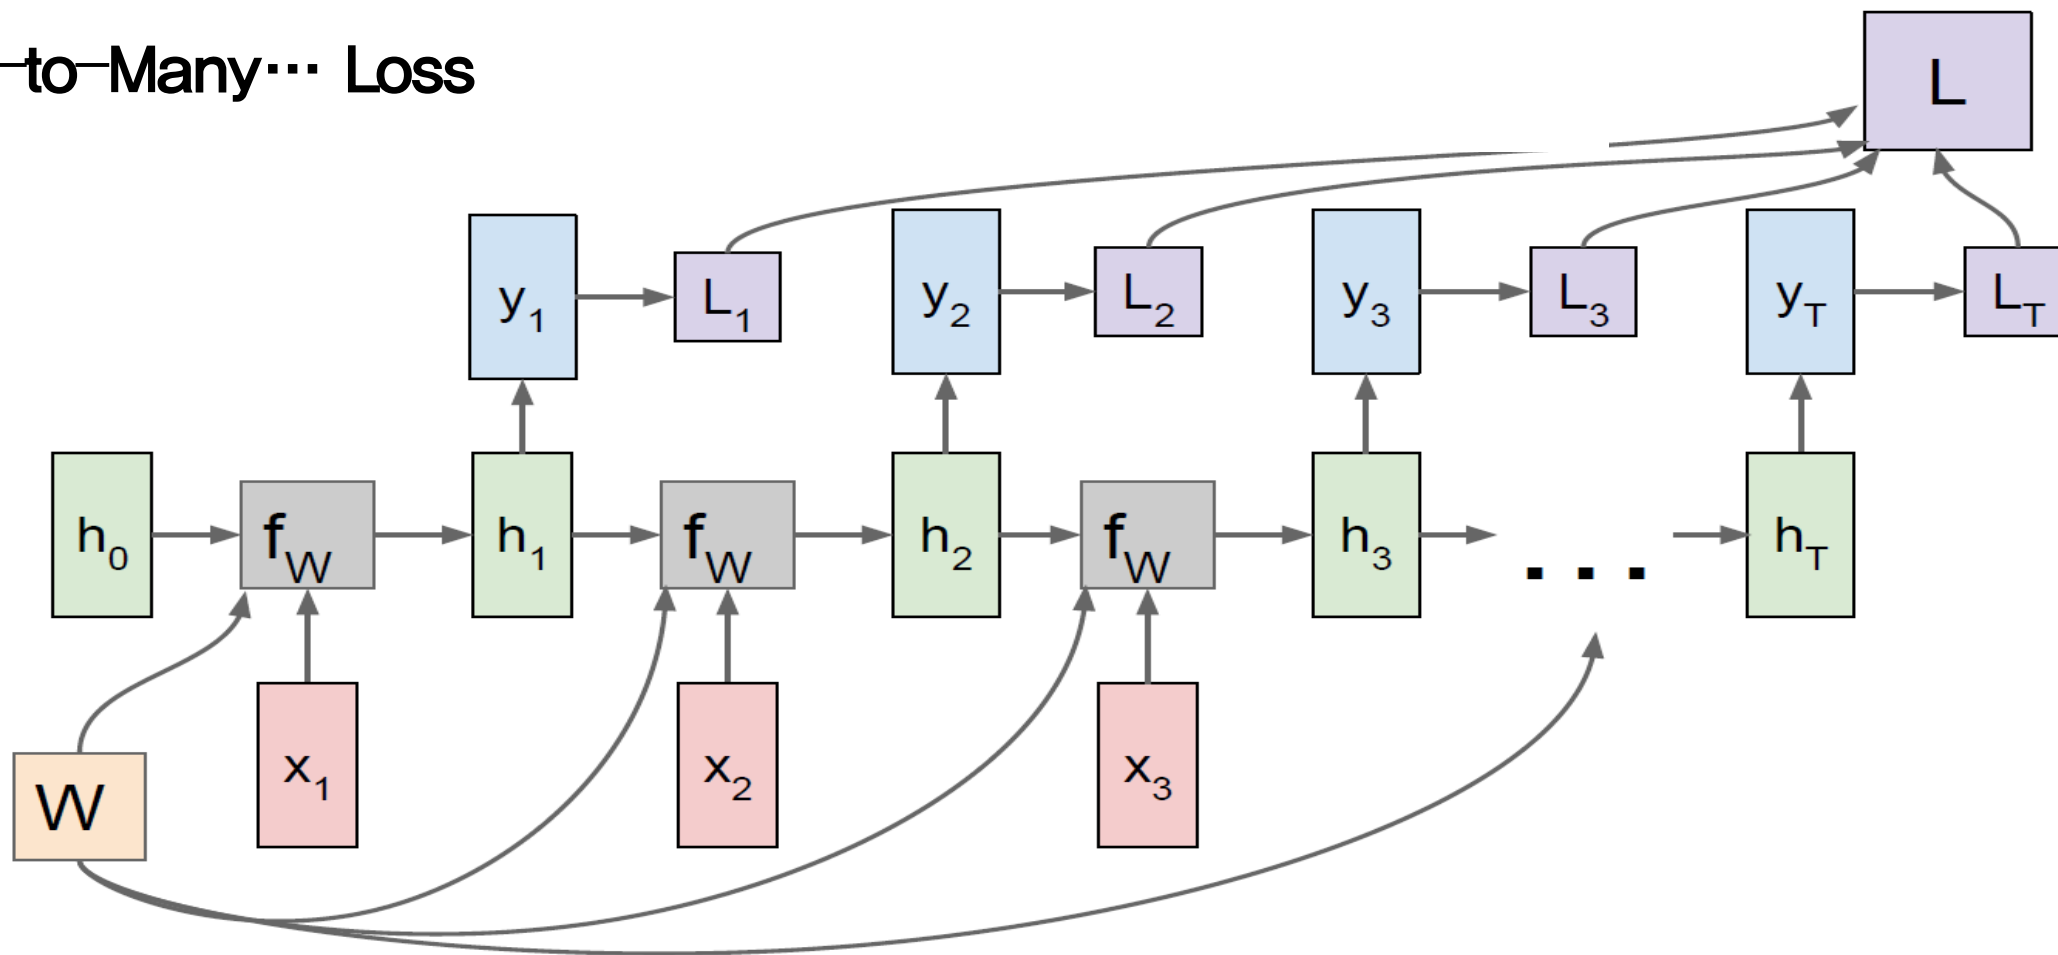 to Many… Loss
L
y1 L1 y2 L2 y3 L3 yT LT
h0 fW h1 fW h2 fW h3 ... hT
x1 x2 x3
W